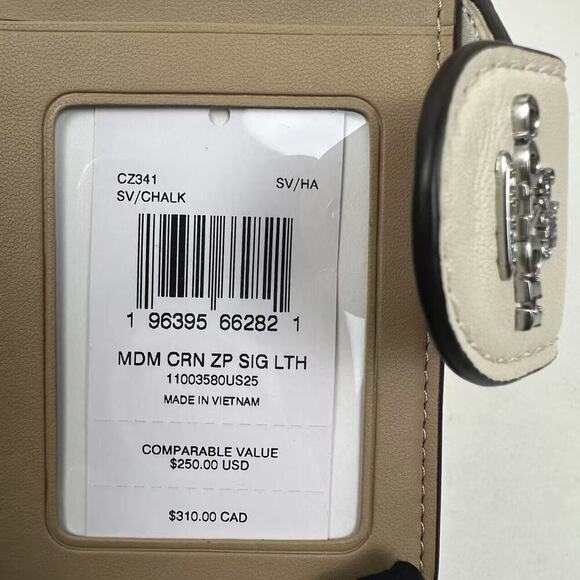 CZ341 SV/HA
SV/CHALK
1 96395 66282 1
MDM CRN ZP SIG LTH
11003580US25
MADE IN VIETNAM
COMPARABLE VALUE
$250.00 USD
$310.00 CAD